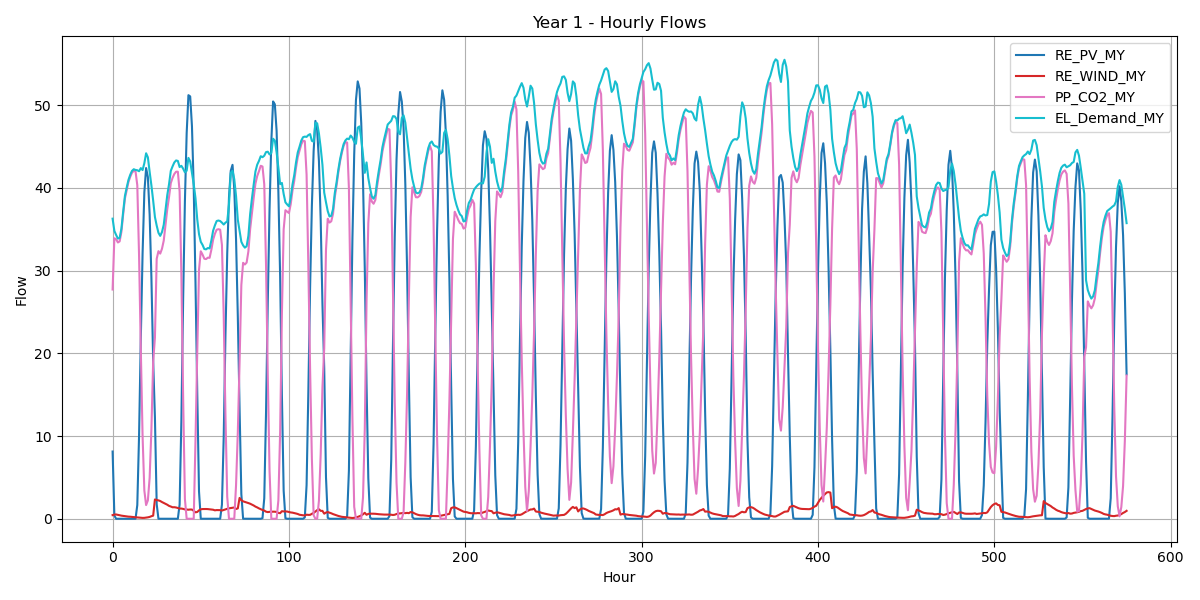 Year 1 - Hourly Flows
RE_PV_MY
RE_WIND_MY
PP_CO2_MY
EL_Demand_MY
Flow
50
40
30
20
10
0
0 100 200 300 400 500 600
Hour